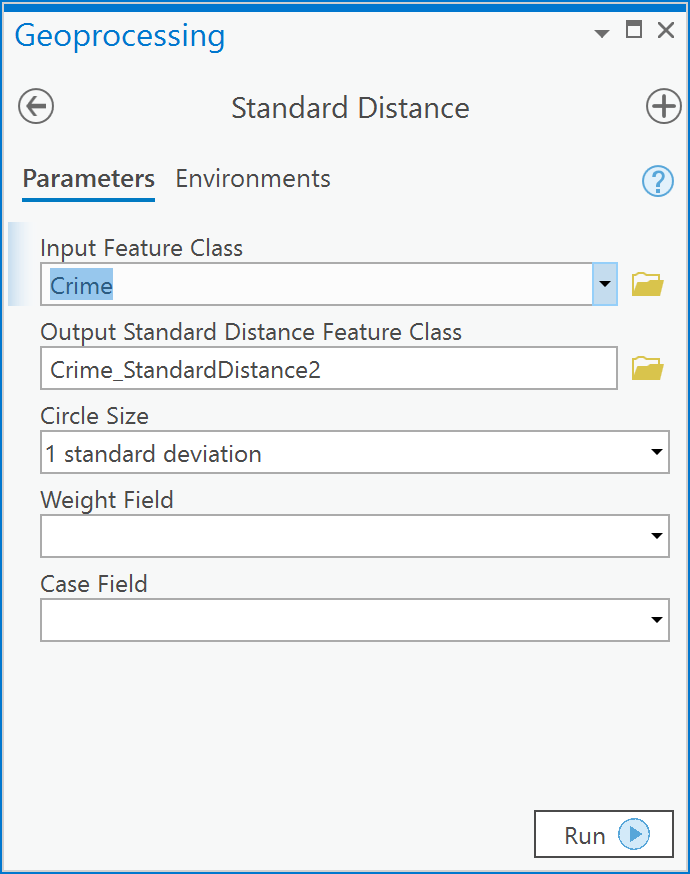 Geoprocessing
Standard Distance
Parameters Environments
?
Input Feature Class
Crime
Output Standard Distance Feature Class
Crime_StandardDistance2
Circle Size
1 standard deviation
Weight Field
Case Field
Run